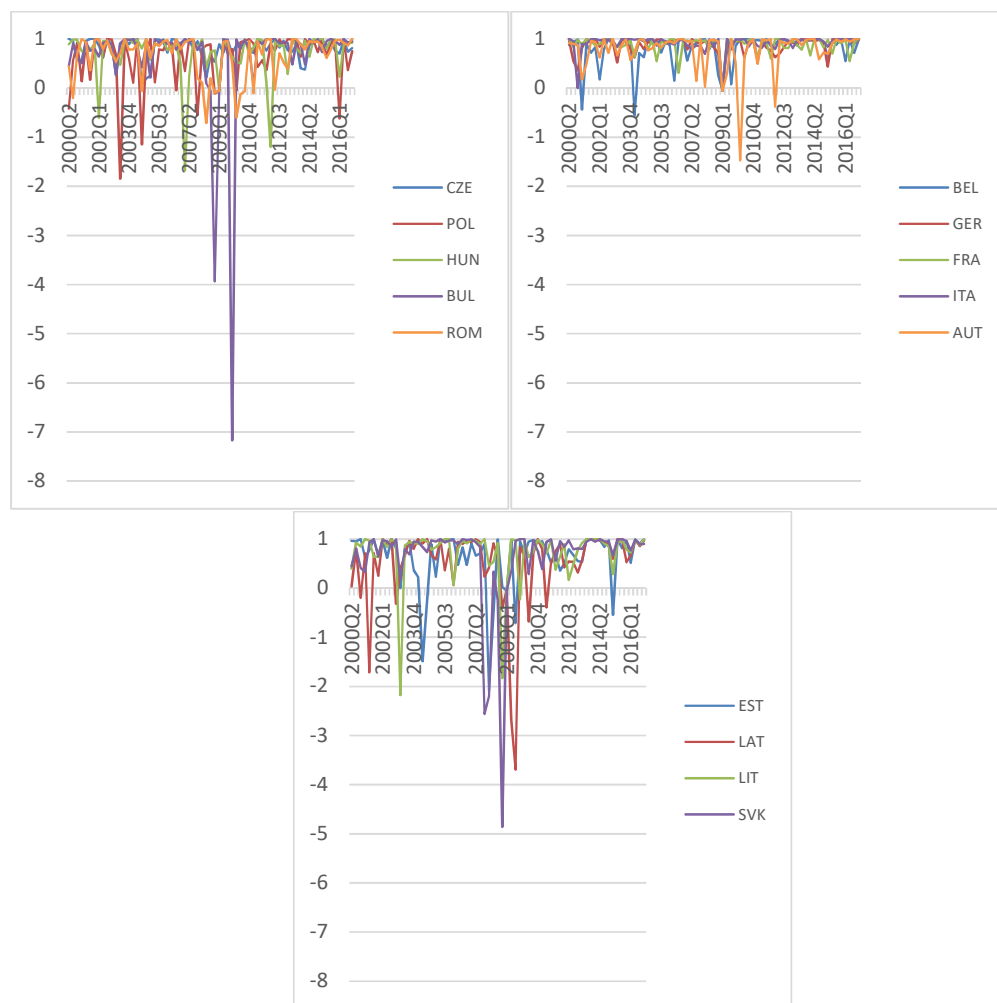 1
0
-1
-2
-3
-4
-5
-6
-7
-8
2000Q2
2002Q1
2003Q4
2005Q3
2007Q2
2009Q1
2010Q4
2012Q3
2014Q2
2016Q1
CZE
POL
HUN
BUL
ROM
1
0
-1
-2
-3
-4
-5
-6
-7
-8
2000Q2
2002Q1
2003Q4
2005Q3
2007Q2
2009Q1
2010Q4
2012Q3
2014Q2
2016Q1
BEL
GER
FRA
ITA
AUT
1
0
-1
-2
-3
-4
-5
-6
-7
-8
2000Q2
2002Q1
2003Q4
2005Q3
2007Q2
2009Q1
2010Q4
2012Q3
2014Q2
2016Q1
EST
LAT
LIT
SVK